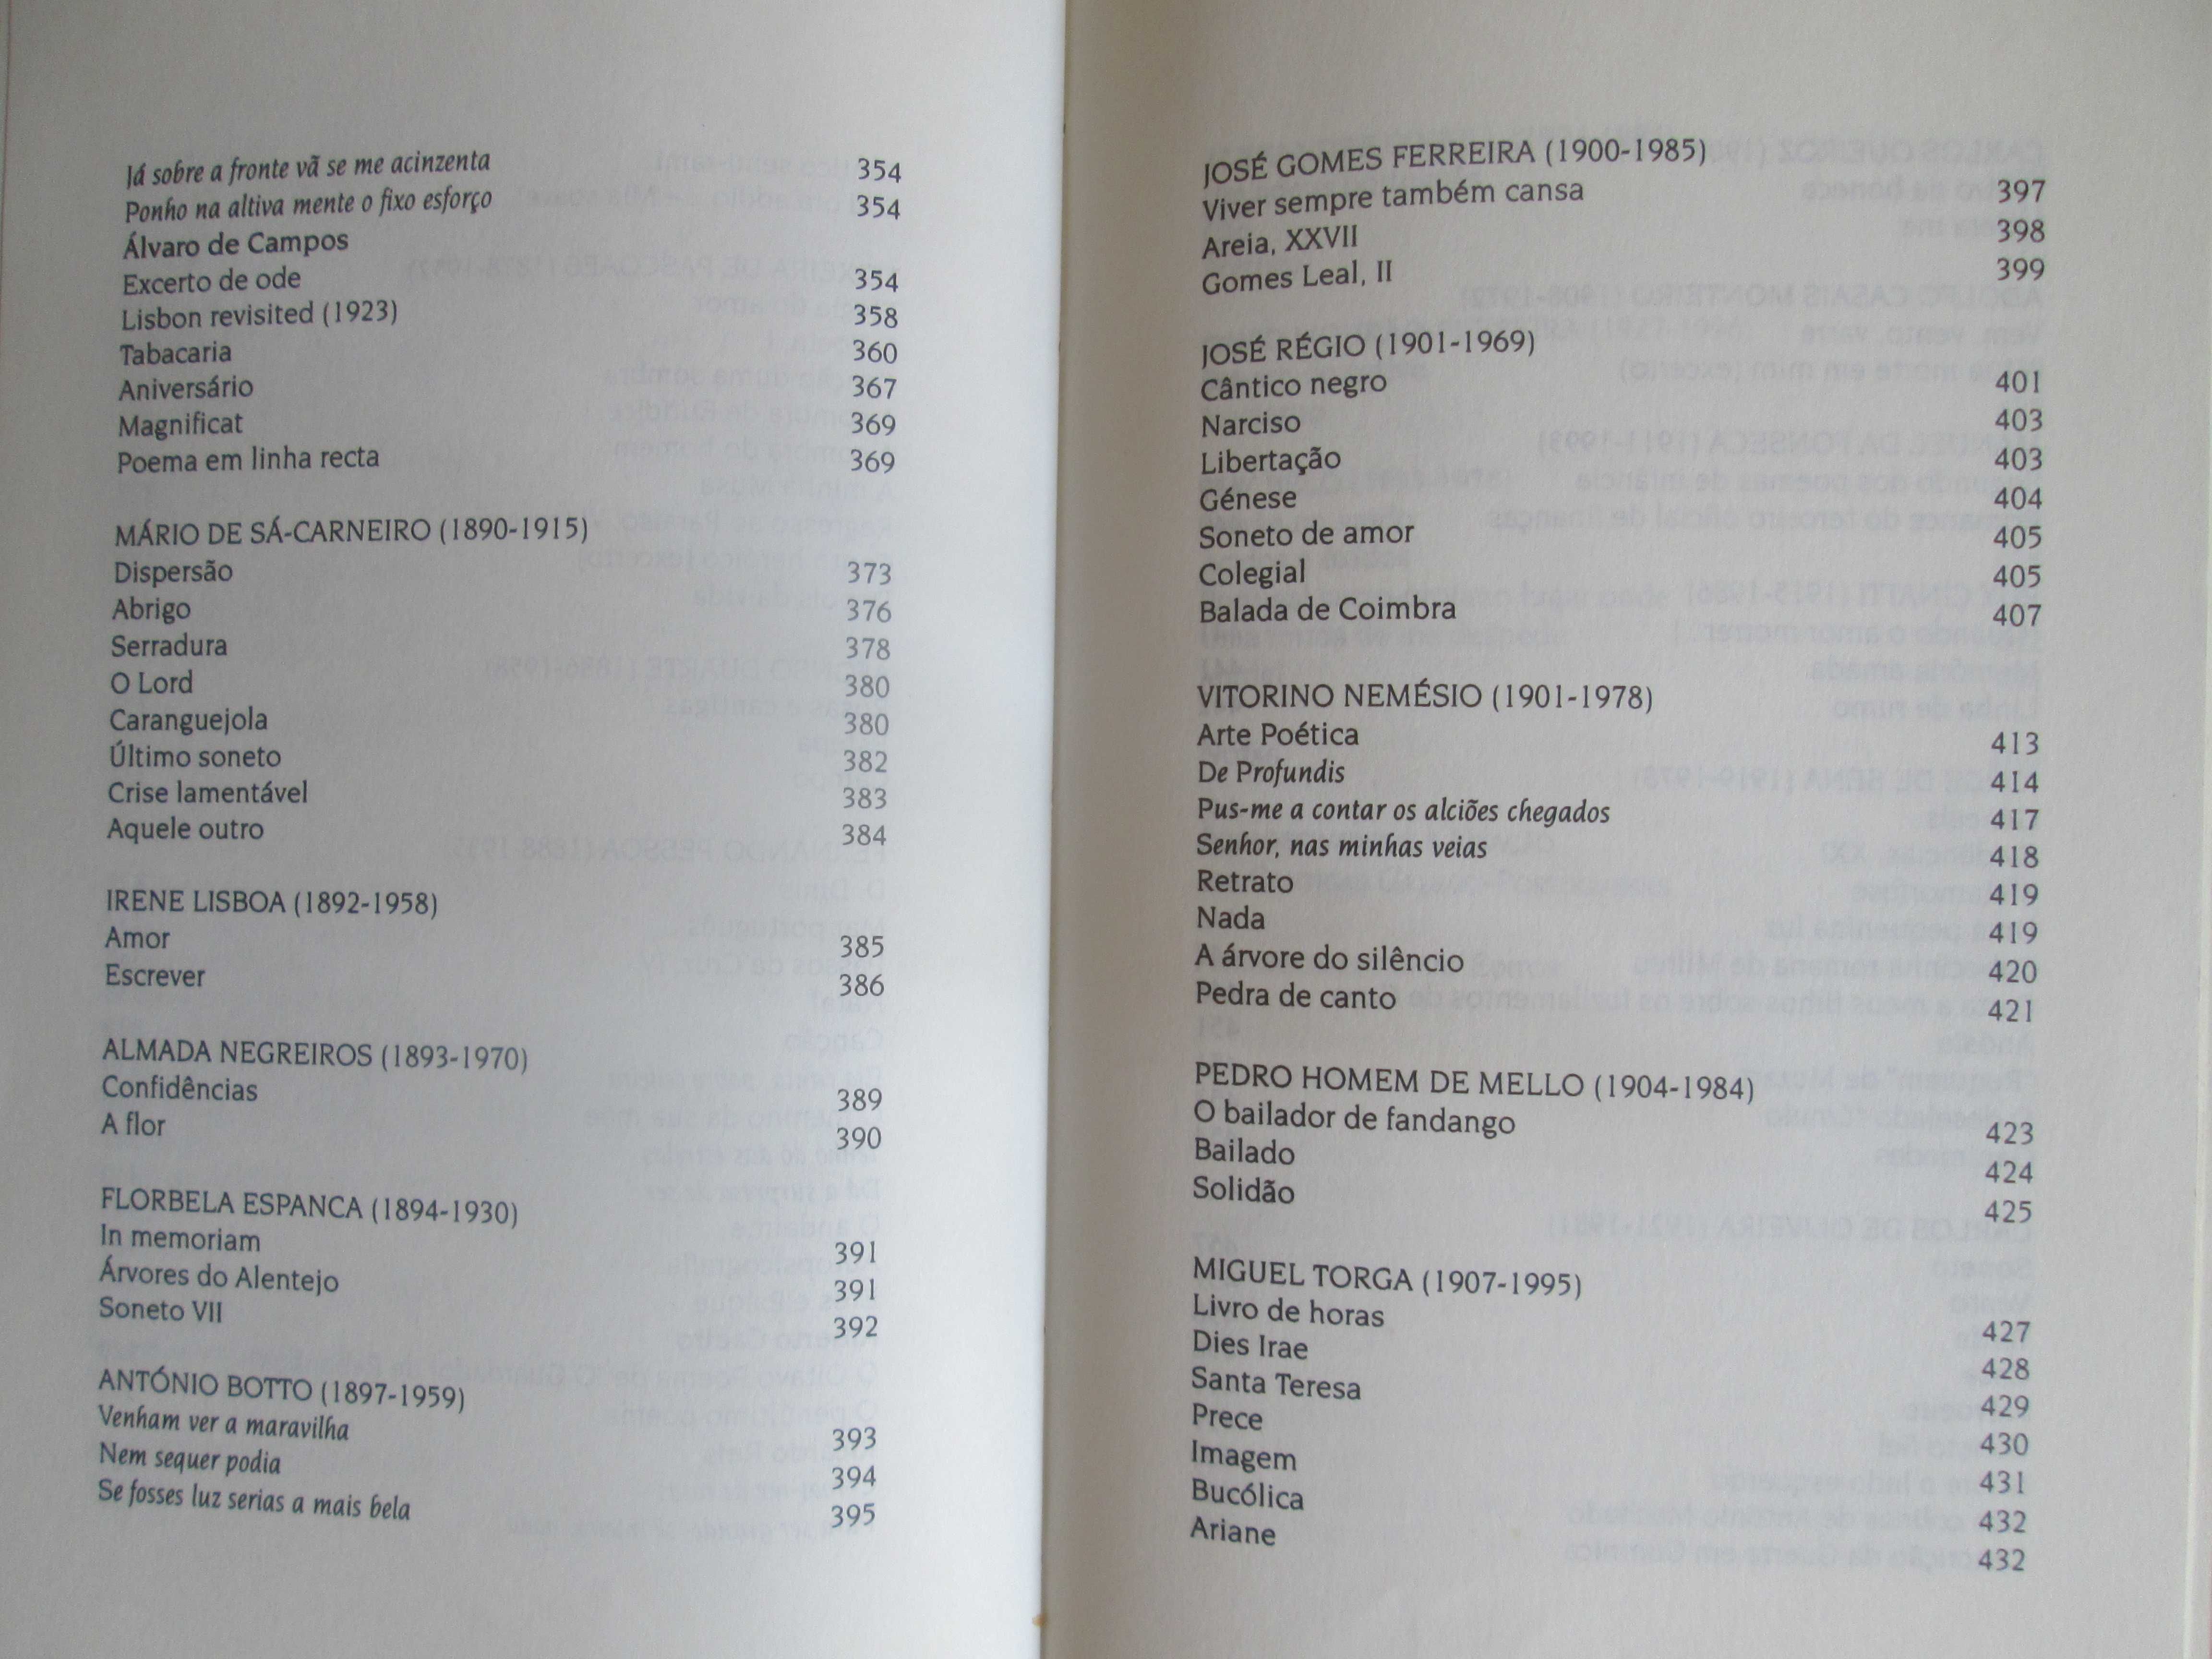 Já sobre a fronte vã se me acinzenta 354
Ponho na altiva mente o fixo esforço 354
Álvaro de Campos
Excerto de ode 354
Lisbon revisited (1923) 358
Tabacaria 360
Aniversário 367
Magnificat 369
Poema em linha recta 369
MÁRIO DE SÁ-CARNEIRO (1890-1915)
Dispersão 373
Abrigo 376
Serradura 378
O Lord 380
Caranguejola 380
Último soneto 382
Crise lamentável 383
Aquele outro 384
IRENE LISBOA (1892-1958)
Amor 385
Escrever 386
ALMADA NEGREIROS (1893-1970)
Confidências 389
A flor 390
FLORBELA ESPANCA (1894-1930)
In memoriam 391
Árvores do Alentejo 391
Soneto VII 392
ANTÓNIO BOTTO (1897-1959)
Venham ver a maravilha 393
Nem sequer podia 394
Se fosses luz serias a mais bela 395
JOSÉ GOMES FERREIRA (1900-1985)
Viver sempre também cansa 397
Areia, XXVII 398
Gomes Leal, II 399
JOSÉ RÉGIO (1901-1969)
Cântico negro 401
Narciso 403
Libertação 403
Génese 404
Soneto de amor 405
Colegial 405
Balada de Coimbra 407
VITORINO NEMÉSIO (1901-1978)
Arte Poética 413
De Profundis 414
Pus-me a contar os alciões chegados 417
Senhor, nas minhas veias 418
Retrato 419
Nada 419
A árvore do silêncio 420
Pedra de canto 421
PEDRO HOMEM DE MELLO (1904-1984)
O bailador de fandango 423
Bailado 424
Solidão 425
MIGUEL TORGA (1907-1995)
Livro de horas 427
Dies Irae 428
Santa Teresa 429
Prece 430
Imagem 431
Bucólica 432
Ariane 432